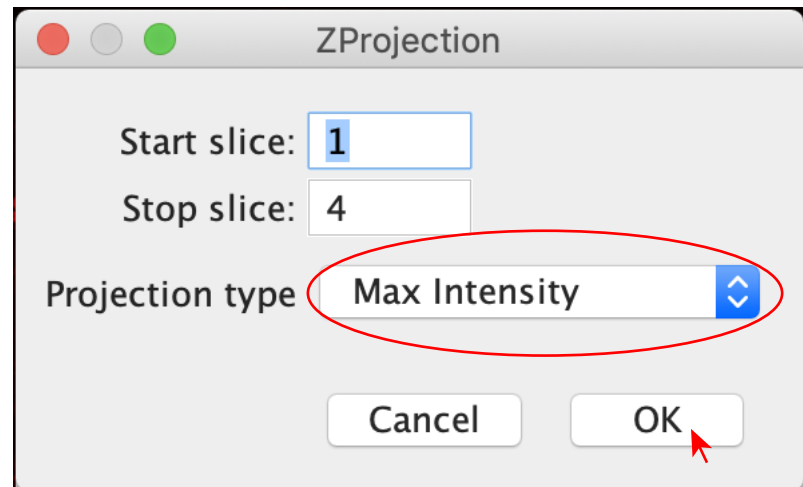 ZProjection
Start slice: 1
Stop slice: 4
Projection type Max Intensity
Cancel OK